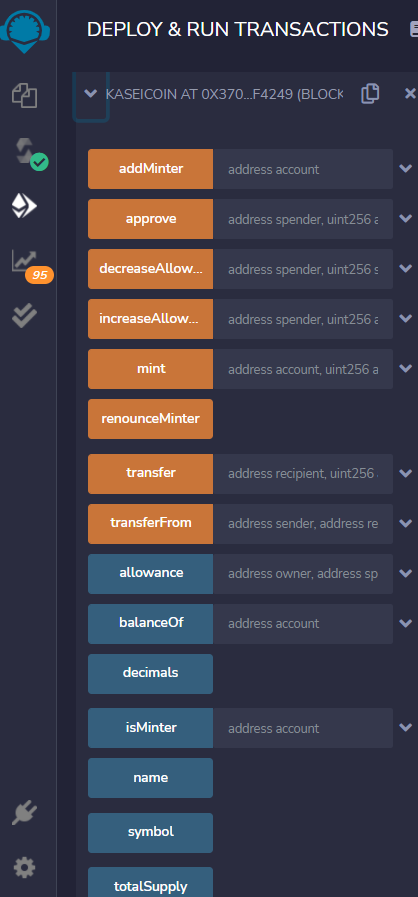 DEPLOY & RUN TRANSACTIONS
KASEICOIN AT 0X370...F4249 (BLOCK
addMinter address account
approve address spender, uint256 a
decreaseAllow... address spender, uint256 s
95
increaseAllow... address spender, uint256 a
mint address account, uint256 a
renounceMinter
transfer address recipient, uint256
transferFrom address sender, address re
allowance address owner, address sp
balanceOf address account
decimals
isMinter address account
name
symbol
totalSupply